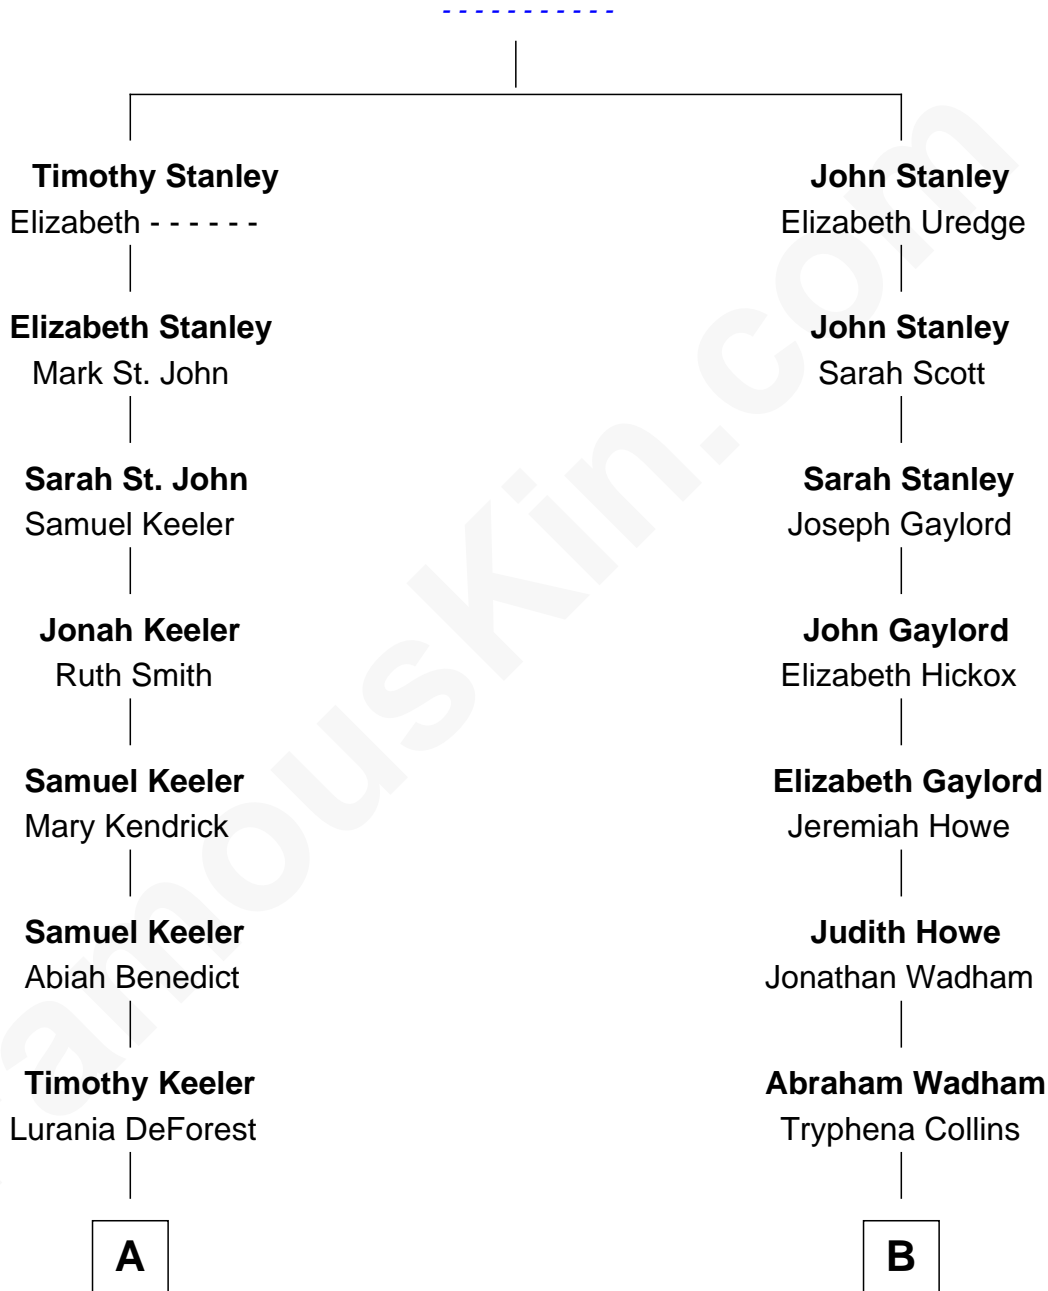 - - - - - - - - - - -
Timothy Stanley
Elizabeth - - - - - -
Elizabeth Stanley
Mark St. John
Sarah St. John
Samuel Keeler
Jonah Keeler
Ruth Smith
Samuel Keeler
Mary Kendrick
Samuel Keeler
Abiah Benedict
Timothy Keeler
Lurania DeForest
A
John Stanley
Elizabeth Uredge
John Stanley
Sarah Scott
Sarah Stanley
Joseph Gaylord
John Gaylord
Elizabeth Hickox
Elizabeth Gaylord
Jeremiah Howe
Judith Howe
Jonathan Wadham
Abraham Wadham
Tryphena Collins
B
amouskin.com